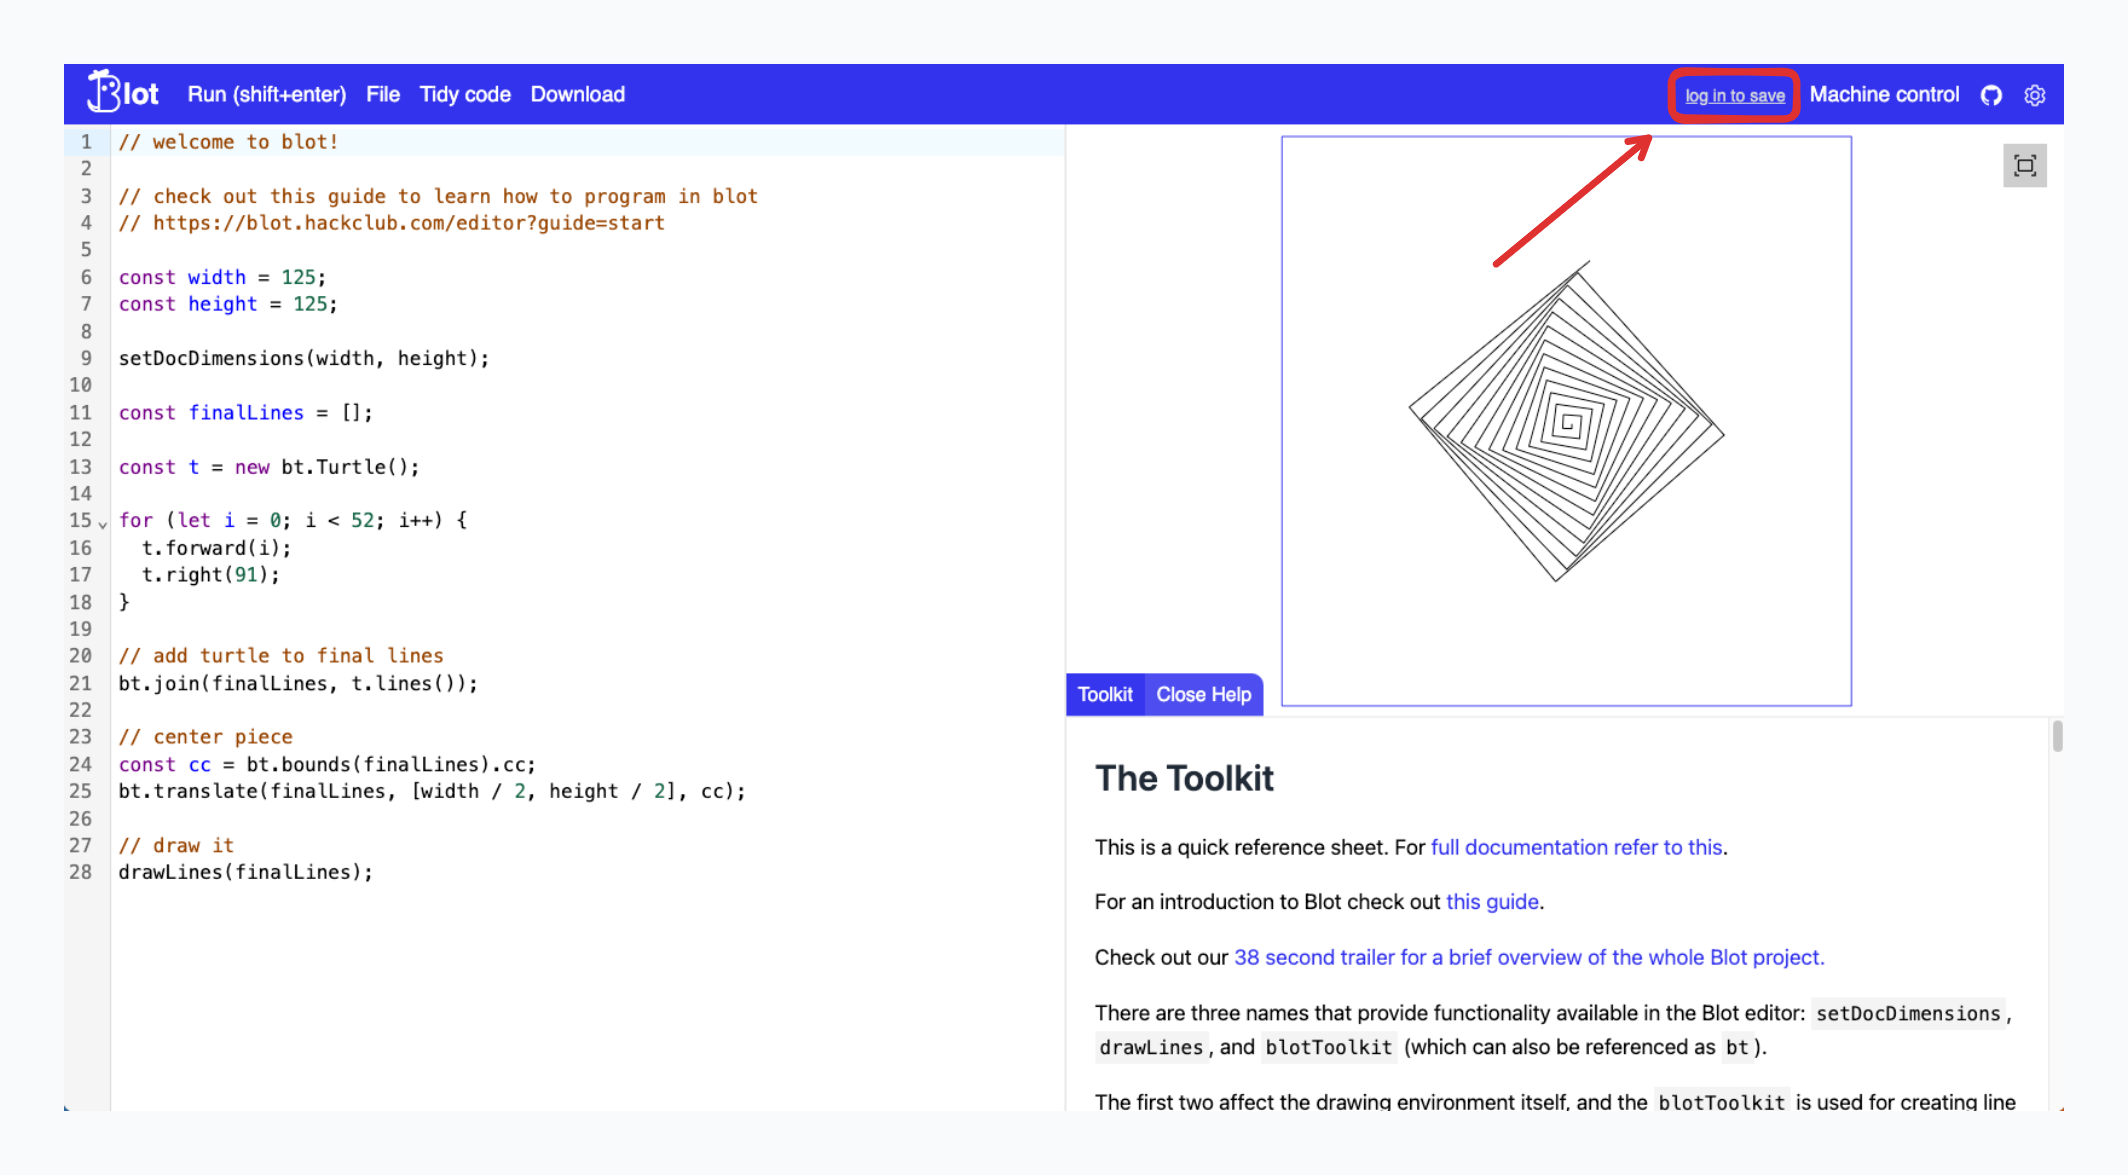 Blot Run (shift+enter) File Tidy code Download log in to save Machine control
1 // welcome to blot!
2
3 // check out this guide to learn how to program in blot
4 // https://blot.hackclub.com/editor?guide=start
5
6 const width = 125;
7 const height = 125;
8
9 setDocDimensions(width, height);
10
11 const finalLines = [];
12
13 const t = new bt.Turtle();
14
15 for (let i = 0; i < 52; i++) {
16 t.forward(i);
17 t.right(91);
18 }
19
20 // add turtle to final lines
21 bt.join(finalLines, t.lines());
22
23 // center piece
24 const cc = bt.bounds(finalLines).cc;
25 bt.translate(finalLines, [width / 2, height / 2], cc);
26
27 // draw it
28 drawLines(finalLines);
Toolkit Close Help
The Toolkit
This is a quick reference sheet. For full documentation refer to this.
For an introduction to Blot check out this guide.
Check out our 38 second trailer for a brief overview of the whole Blot project.
There are three names that provide functionality available in the Blot editor: setDocDimensions,
drawLines, and blotToolkit (which can also be referenced as bt).
The first two affect the drawing environment itself, and the blotToolkit is used for creating line